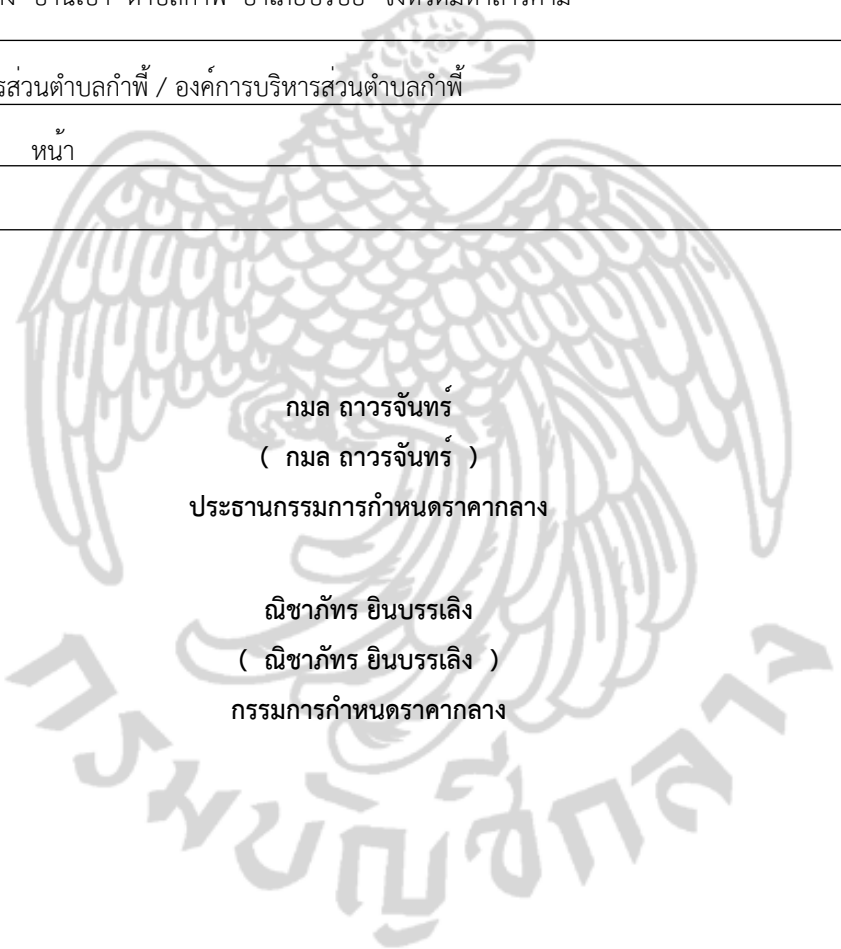 รส่วนตำบลกำพี้ / องค์การบริหารส่วนตำบลกำพี้
หน้า
กมล ถาวรจันทร์
( กมล ถาวรจันทร์ )
ประธานกรรมการกำหนดราคากลาง
ณิชาภัทร ยินบรรเลิง
( ณิชาภัทร ยินบรรเลิง )
กรรมการกำหนดราคากลาง
กรมบัญชีกลาง